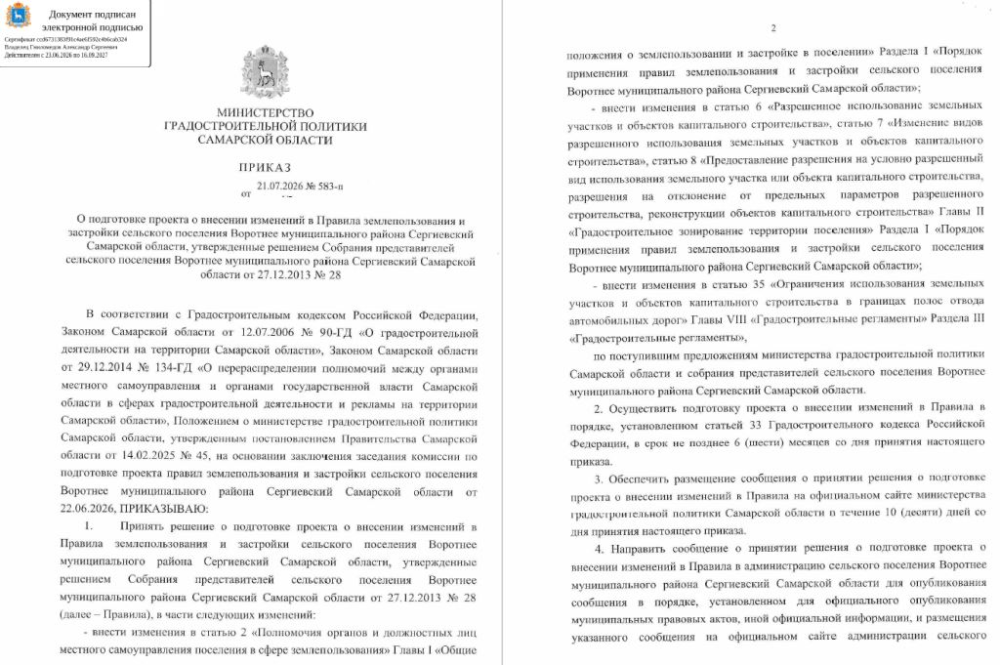 Документ подписан
электронной подписью
Владелец Гниломедов Александр Сергеевич
Действителен с 23.06.2026 по 16.09.2027
МИНИСТЕРСТВО
ГРАДОСТРОИТЕЛЬНОЙ ПОЛИТИКИ
САМАРСКОЙ ОБЛАСТИ
ПРИКАЗ
от 21.07.2026 № 583-п
О подготовке проекта о внесении изменений в Правила землепользования и
застройки сельского поселения Воротнее муниципального района Сергиевский
Самарской области, утвержденные решением Собрания представителей
сельского поселения Воротнее муниципального района Сергиевский Самарской
области от 27.12.2013 № 28
В соответствии с Градостроительным кодексом Российской Федерации,
Законом Самарской области от 12.07.2006 № 90-ГД «О градостроительной
деятельности на территории Самарской области», Законом Самарской области
от 29.12.2014 № 134-ГД «О перераспределении полномочий между органами
местного самоуправления и органами государственной власти Самарской
области в сферах градостроительной деятельности и рекламы на территории
Самарской области», Положением о министерстве градостроительной политики
Самарской области, утвержденным постановлением Правительства Самарской
области от 14.02.2025 № 45, на основании заключения заседания комиссии по
подготовке проекта правил землепользования и застройки сельского поселения
Воротнее муниципального района Сергиевский Самарской области от
22.06.2026, ПРИКАЗЫВАЮ:
1. Принять решение о подготовке проекта о внесении изменений в
Правила землепользования и застройки сельского поселения Воротнее
муниципального района Сергиевский Самарской области, утвержденные
решением Собрания представителей сельского поселения Воротнее
муниципального района Сергиевский Самарской области от 27.12.2013 № 28
(далее – Правила), в части следующих изменений:
- внести изменения в статью 2 «Полномочия органов и должностных лиц
местного самоуправления поселения в сфере землепользования» Главы I «Общие
2
положения о землепользовании и застройке в поселении» Раздела I «Порядок
применения правил землепользования и застройки сельского поселения
Воротнее муниципального района Сергиевский Самарской области»;
- внести изменения в статью 6 «Разрешенное использование земельных
участков и объектов капитального строительства», статью 7 «Изменение видов
разрешенного использования земельных участков и объектов капитального
строительства», статью 8 «Предоставление разрешения на условно разрешенный
вид использования земельного участка или объекта капитального строительства,
разрешения на отклонение от предельных параметров разрешенного
строительства, реконструкции объектов капитального строительства» Главы II
«Градостроительное зонирование территории поселения» Раздела I «Порядок
применения правил землепользования и застройки сельского поселения
Воротнее муниципального района Сергиевский Самарской области»;
- внести изменения в статью 35 «Ограничения использования земельных
участков и объектов капитального строительства в границах полос отвода
автомобильных дорог» Главы VIII «Градостроительные регламенты» Раздела III
«Градостроительные регламенты»,
по поступившим предложениям министерства градостроительной политики
Самарской области и собрания представителей сельского поселения Воротнее
муниципального района Сергиевский Самарской области.
2. Осуществить подготовку проекта о внесении изменений в Правила в
порядке, установленном статьей 33 Градостроительного кодекса Российской
Федерации, в срок не позднее 6 (шести) месяцев со дня принятия настоящего
приказа.
3. Обеспечить размещение сообщения о принятии решения о подготовке
проекта о внесении изменений в Правила на официальном сайте министерства
градостроительной политики Самарской области в течение 10 (десяти) дней со
дня принятия настоящего приказа.
4. Направить сообщение о принятии решения о подготовке проекта о
внесении изменений в Правила в администрацию сельского поселения Воротнее
муниципального района Сергиевский Самарской области для опубликования
сообщения в порядке, установленном для официального опубликования
муниципальных правовых актов, иной официальной информации, и размещения
указанного сообщения на официальном сайте администрации сельского